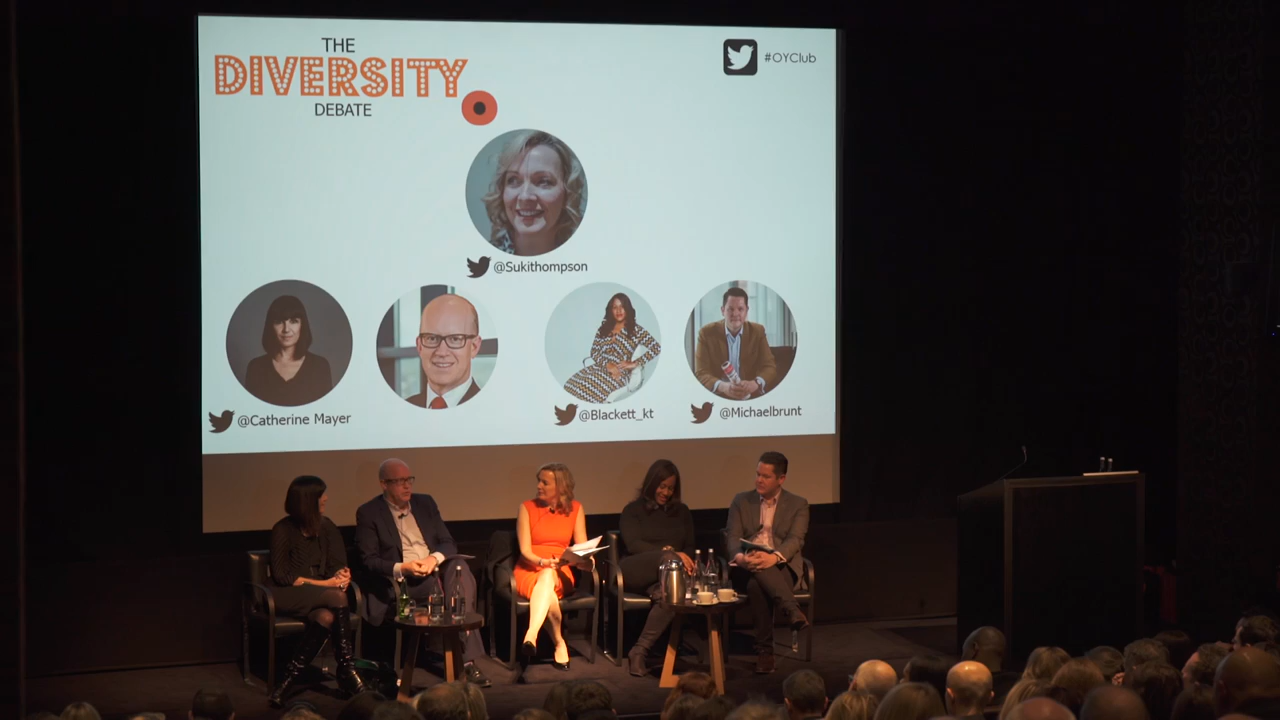 THE
DIVERSITY
DEBATE
#OYClub
@Sukithompson
@Catherine Mayer
@Blackett_kt
@Michaelbrunt